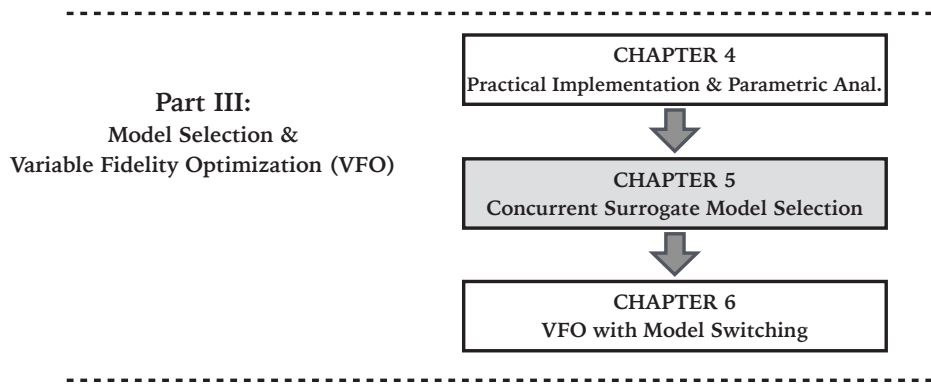 Part III:
Model Selection &
Variable Fidelity Optimization (VFO)
CHAPTER 4
Practical Implementation & Parametric Anal.
CHAPTER 5
Concurrent Surrogate Model Selection
CHAPTER 6
VFO with Model Switching